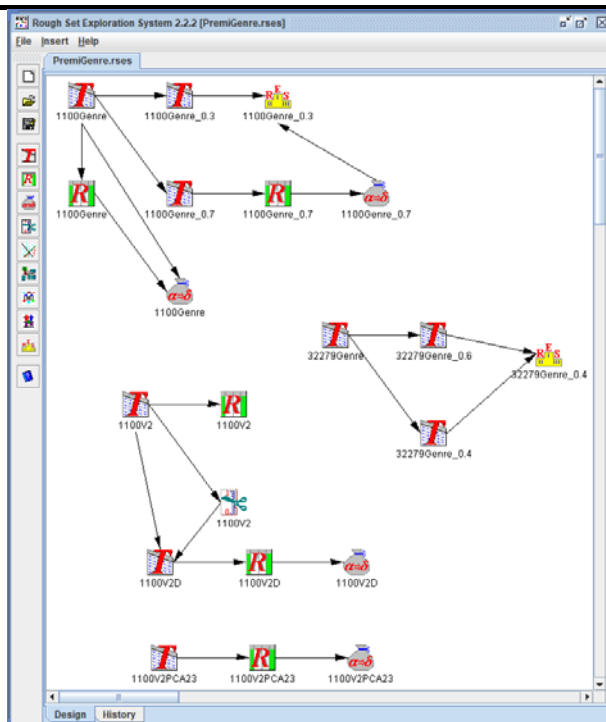 Rough Set Exploration System 2.2.2 [PremiGenre.rses]
File Insert Help
PremiGenre.rses
T T RES
1100Genre 1100Genre_0.3 1100Genre_0.3
R T R α⇒δ
1100Genre 1100Genre_0.7 1100Genre_0.7 1100Genre_0.7
α⇒δ
1100Genre
T T RES
32279Genre 32279Genre_0.6 32279Genre_0.4
T R
1100V2 1100V2
T
32279Genre_0.4
1100V2
T R α⇒δ
1100V2D 1100V2D 1100V2D
T R α⇒δ
1100V2PCA23 1100V2PCA23 1100V2PCA23
Design History